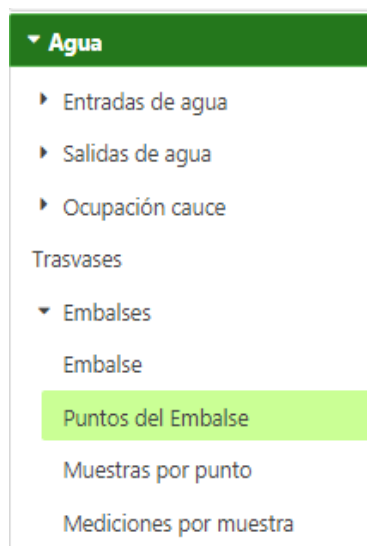 Agua
Entradas de agua
Salidas de agua
Ocupación cauce
Trasvases
Embalses
Embalse
Puntos del Embalse
Muestras por punto
Mediciones por muestra